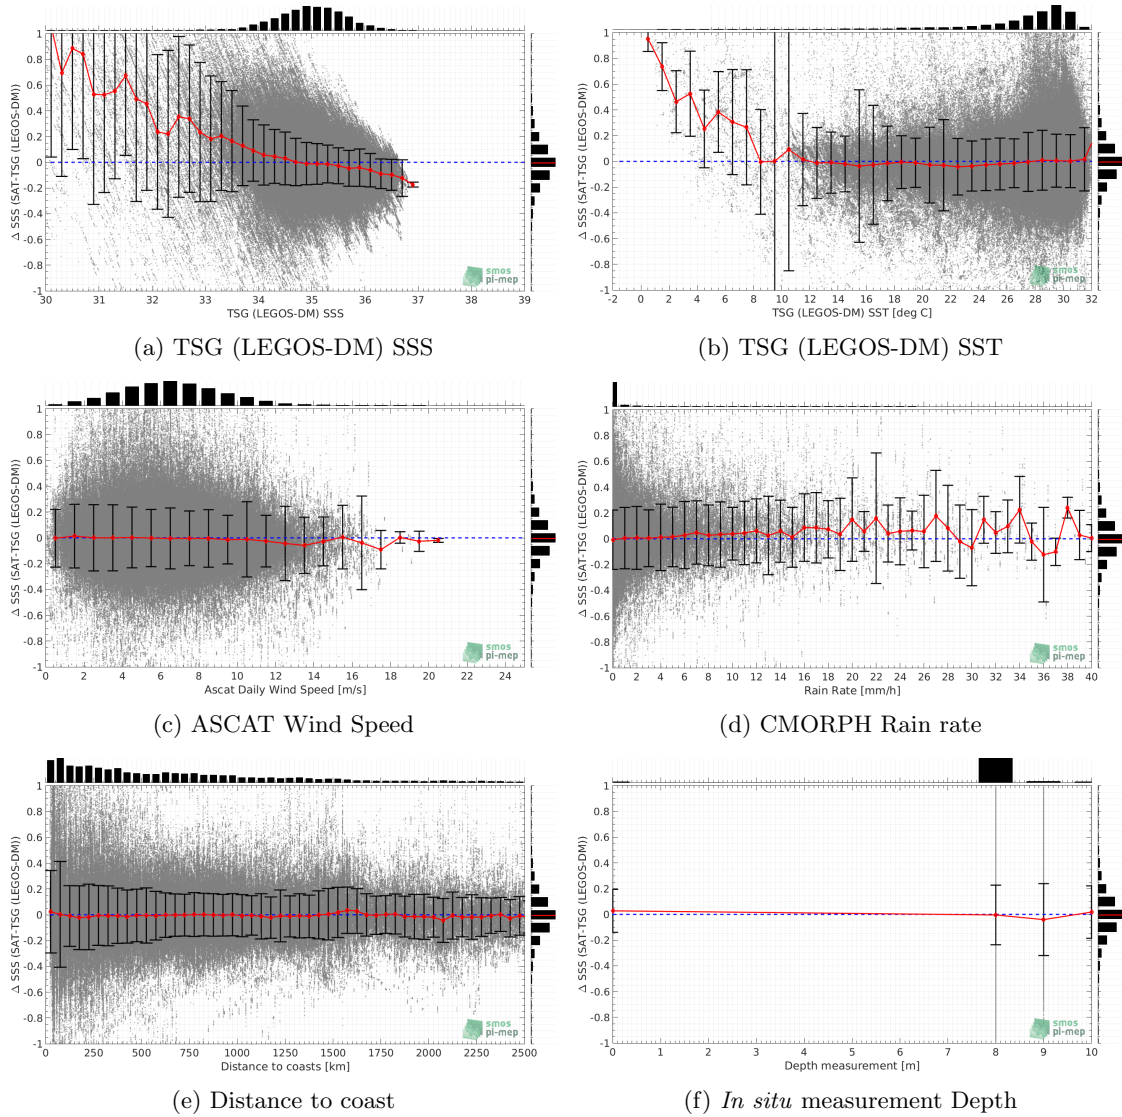 1
0.8
0.6
0.4
0.2
0
-0.2
-0.4
-0.6
-0.8
-1
Δ SSS (SAT-TSG (LEGOS-DM))
30 31 32 33 34 35 36 37 38 39
TSG (LEGOS-DM) SSS
smos
pi-mep
(a) TSG (LEGOS-DM) SSS
1
0.8
0.6
0.4
0.2
0
-0.2
-0.4
-0.6
-0.8
-1
Δ SSS (SAT-TSG (LEGOS-DM))
-2 0 2 4 6 8 10 12 14 16 18 20 22 24 26 28 30 32
TSG (LEGOS-DM) SST [deg C]
smos
pi-mep
(b) TSG (LEGOS-DM) SST
1
0.8
0.6
0.4
0.2
0
-0.2
-0.4
-0.6
-0.8
-1
Δ SSS (SAT-TSG (LEGOS-DM))
0 2 4 6 8 10 12 14 16 18 20 22 24
Ascat Daily Wind Speed [m/s]
smos
pi-mep
(c) ASCAT Wind Speed
1
0.8
0.6
0.4
0.2
0
-0.2
-0.4
-0.6
-0.8
-1
Δ SSS (SAT-TSG (LEGOS-DM))
0 2 4 6 8 10 12 14 16 18 20 22 24 26 28 30 32 34 36 38 40
Rain Rate [mm/h]
smos
pi-mep
(d) CMORPH Rain rate
1
0.8
0.6
0.4
0.2
0
-0.2
-0.4
-0.6
-0.8
-1
Δ SSS (SAT-TSG (LEGOS-DM))
0 250 500 750 1000 1250 1500 1750 2000 2250 2500
Distance to coasts [km]
smos
pi-mep
(e) Distance to coast
1
0.8
0.6
0.4
0.2
0
-0.2
-0.4
-0.6
-0.8
-1
Δ SSS (SAT-TSG (LEGOS-DM))
0 1 2 3 4 5 6 7 8 9 10
Depth measurement [m]
smos
pi-mep
(f) In situ measurement Depth